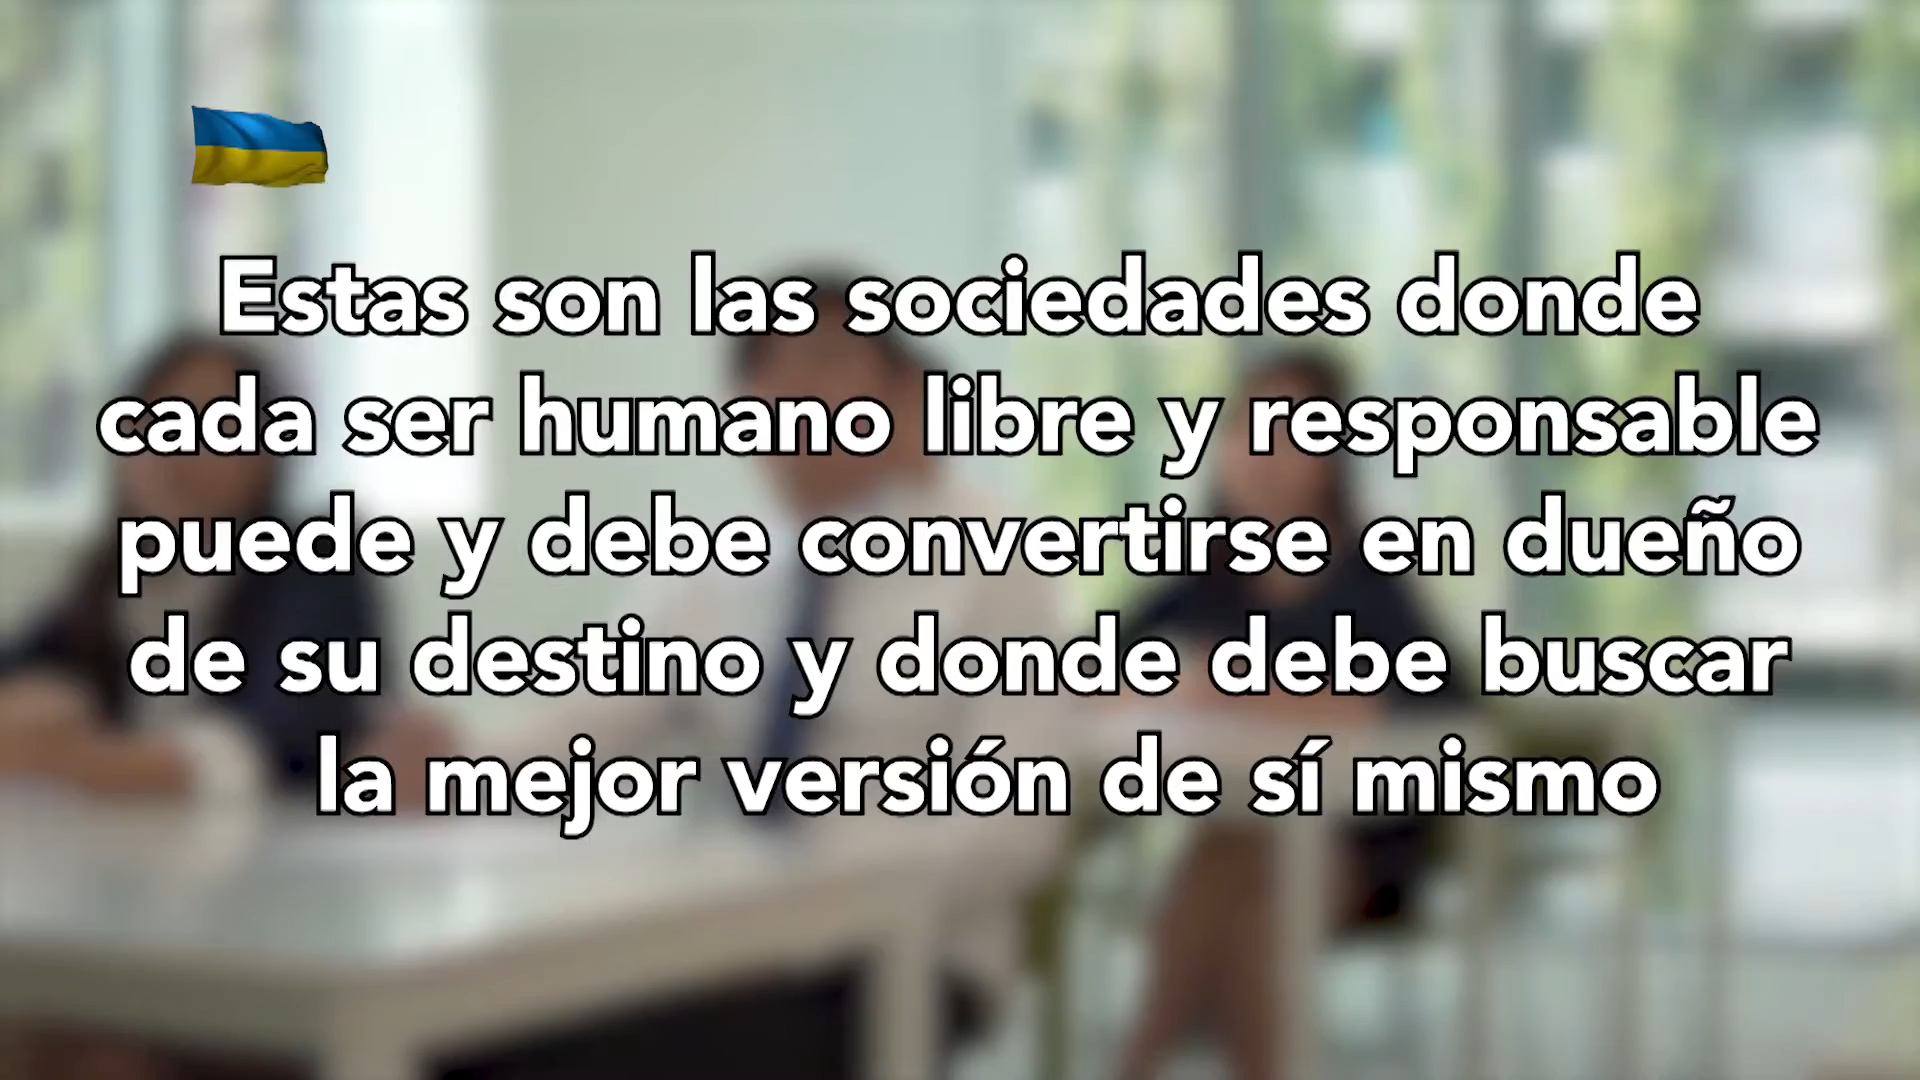 Estas son las sociedades donde
cada ser humano libre y responsable
puede y debe convertirse en dueño
de su destino y donde debe buscar
la mejor versión de sí mismo